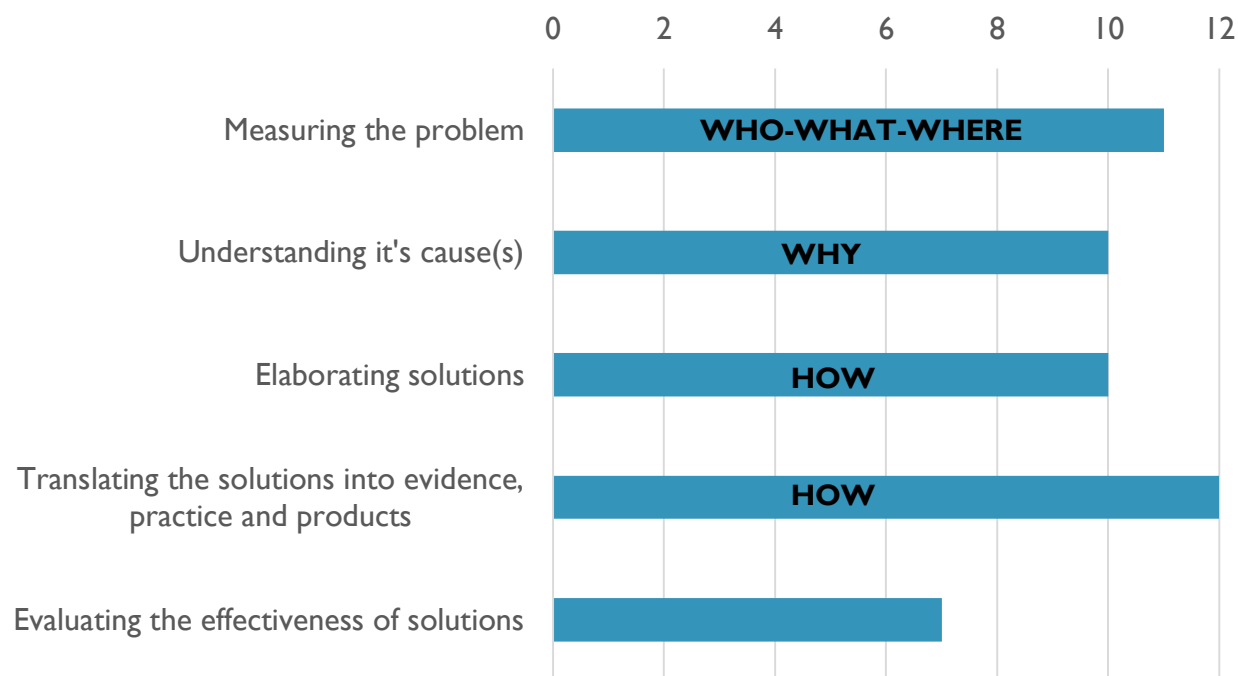 0 2 4 6 8 10 12
Measuring the problem
WHO-WHAT-WHERE
Understanding it's cause(s)
WHY
Elaborating solutions
HOW
Translating the solutions into evidence,
practice and products
HOW
Evaluating the effectiveness of solutions